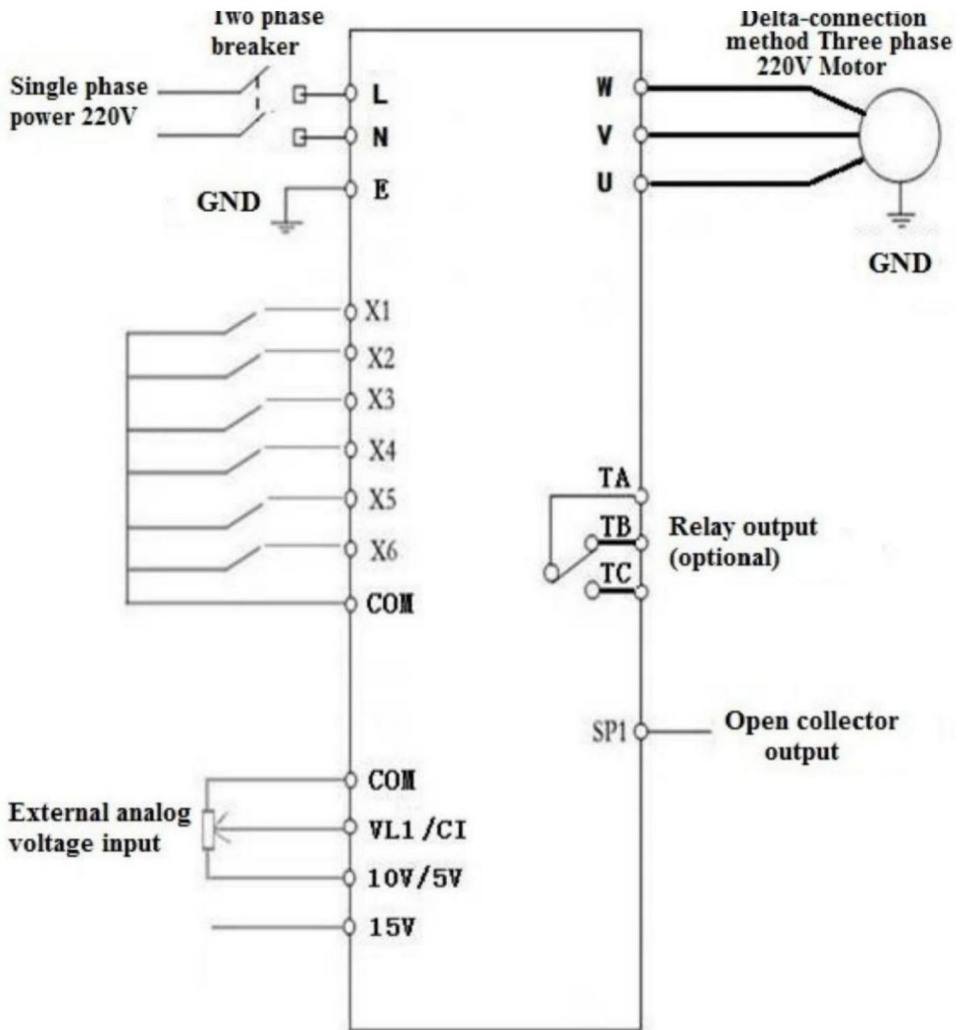 Two phase
breaker
Single phase
power 220V
L
N
E
GND
Delta-connection
method Three phase
220V Motor
W
V
U
GND
X1
X2
X3
X4
X5
X6
COM
TA
TB
TC
Relay output
(optional)
SP1
Open collector
output
External analog
voltage input
COM
VL1/CI
10V/5V
15V